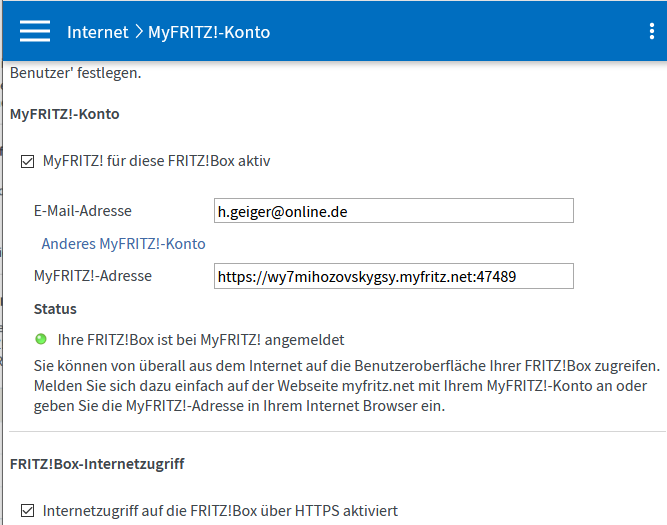 Internet > MyFRITZ!-Konto
Benutzer' festlegen.
MyFRITZ!-Konto
MyFRITZ! für diese FRITZ!Box aktiv
E-Mail-Adresse h.geiger@online.de
Anderes MyFRITZ!-Konto
MyFRITZ!-Adresse https://wy7mihozovskygsy.myfritz.net:47489
Status
Ihre FRITZ!Box ist bei MyFRITZ! angemeldet
Sie können von überall aus dem Internet auf die Benutzeroberfläche Ihrer FRITZ!Box zugreifen.
Melden Sie sich dazu einfach auf der Webseite myfritz.net mit Ihrem MyFRITZ!-Konto an oder
geben Sie die MyFRITZ!-Adresse in Ihrem Internet Browser ein.
FRITZ!Box-Internetzugriff
Internetzugriff auf die FRITZ!Box über HTTPS aktiviert